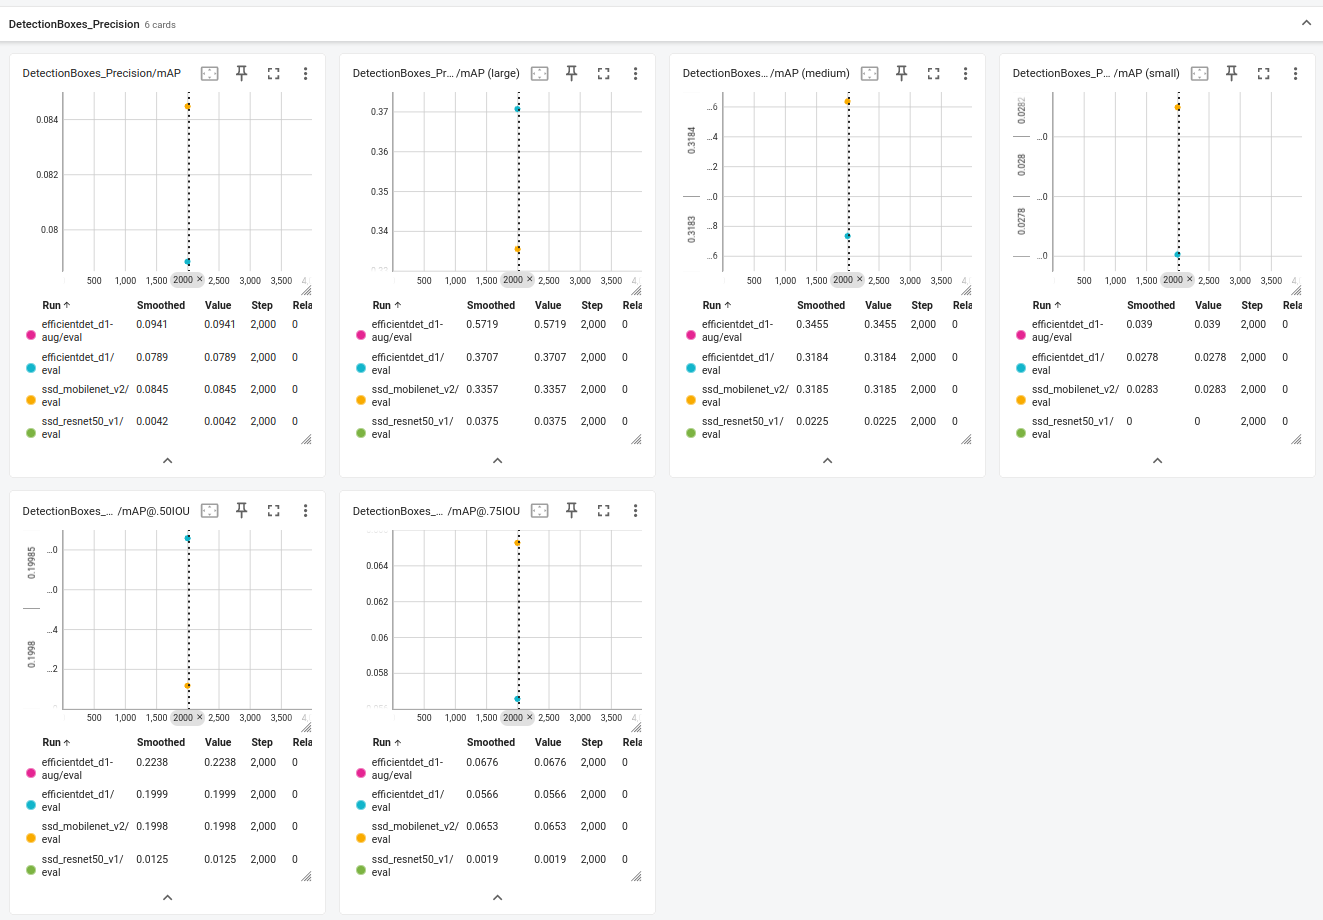 DetectionBoxes_Precision 6 cards
DetectionBoxes_Precision/mAP
0.084
0.082
0.08
500 1,000 1,500 2000 × 2,500 3,000 3,500
Run ↑ Smoothed Value Step Rela
efficientdet_d1-
aug/eval 0.0941 0.0941 2,000 0
efficientdet_d1/
eval 0.0789 0.0789 2,000 0
ssd_mobilenet_v2/
eval 0.0845 0.0845 2,000 0
ssd_resnet50_v1/
eval 0.0042 0.0042 2,000 0
DetectionBoxes_Pr… /mAP (large)
0.37
0.36
0.35
0.34
0.33
500 1,000 1,500 2000 × 2,500 3,000 3,500
Run ↑ Smoothed Value Step Rela
efficientdet_d1-
aug/eval 0.5719 0.5719 2,000 0
efficientdet_d1/
eval 0.3707 0.3707 2,000 0
ssd_mobilenet_v2/
eval 0.3357 0.3357 2,000 0
ssd_resnet50_v1/
eval 0.0375 0.0375 2,000 0
DetectionBoxes… /mAP (medium)
0.3184
0.3183
…6
…4
…2
…0
…8
…6
500 1,000 1,500 2000 × 2,500 3,000 3,500
Run ↑ Smoothed Value Step Rela
efficientdet_d1-
aug/eval 0.3455 0.3455 2,000 0
efficientdet_d1/
eval 0.3184 0.3184 2,000 0
ssd_mobilenet_v2/
eval 0.3185 0.3185 2,000 0
ssd_resnet50_v1/
eval 0.0225 0.0225 2,000 0
DetectionBoxes_P… /mAP (small)
0.0282
0.028
0.0278
…0
…0
…0
500 1,000 1,500 2000 × 2,500 3,000 3,500
Run ↑ Smoothed Value Step Rela
efficientdet_d1-
aug/eval 0.039 0.039 2,000 0
efficientdet_d1/
eval 0.0278 0.0278 2,000 0
ssd_mobilenet_v2/
eval 0.0283 0.0283 2,000 0
ssd_resnet50_v1/
eval 0 0 2,000 0
DetectionBoxes_… /mAP@.50IOU
0.19985
0.1998
…0
…0
…4
…2
500 1,000 1,500 2000 × 2,500 3,000 3,500
Run ↑ Smoothed Value Step Rela
efficientdet_d1-
aug/eval 0.2238 0.2238 2,000 0
efficientdet_d1/
eval 0.1999 0.1999 2,000 0
ssd_mobilenet_v2/
eval 0.1998 0.1998 2,000 0
ssd_resnet50_v1/
eval 0.0125 0.0125 2,000 0
DetectionBoxes_… /mAP@.75IOU
0.064
0.062
0.06
0.058
500 1,000 1,500 2000 × 2,500 3,000 3,500
Run ↑ Smoothed Value Step Rela
efficientdet_d1-
aug/eval 0.0676 0.0676 2,000 0
efficientdet_d1/
eval 0.0566 0.0566 2,000 0
ssd_mobilenet_v2/
eval 0.0653 0.0653 2,000 0
ssd_resnet50_v1/
eval 0.0019 0.0019 2,000 0